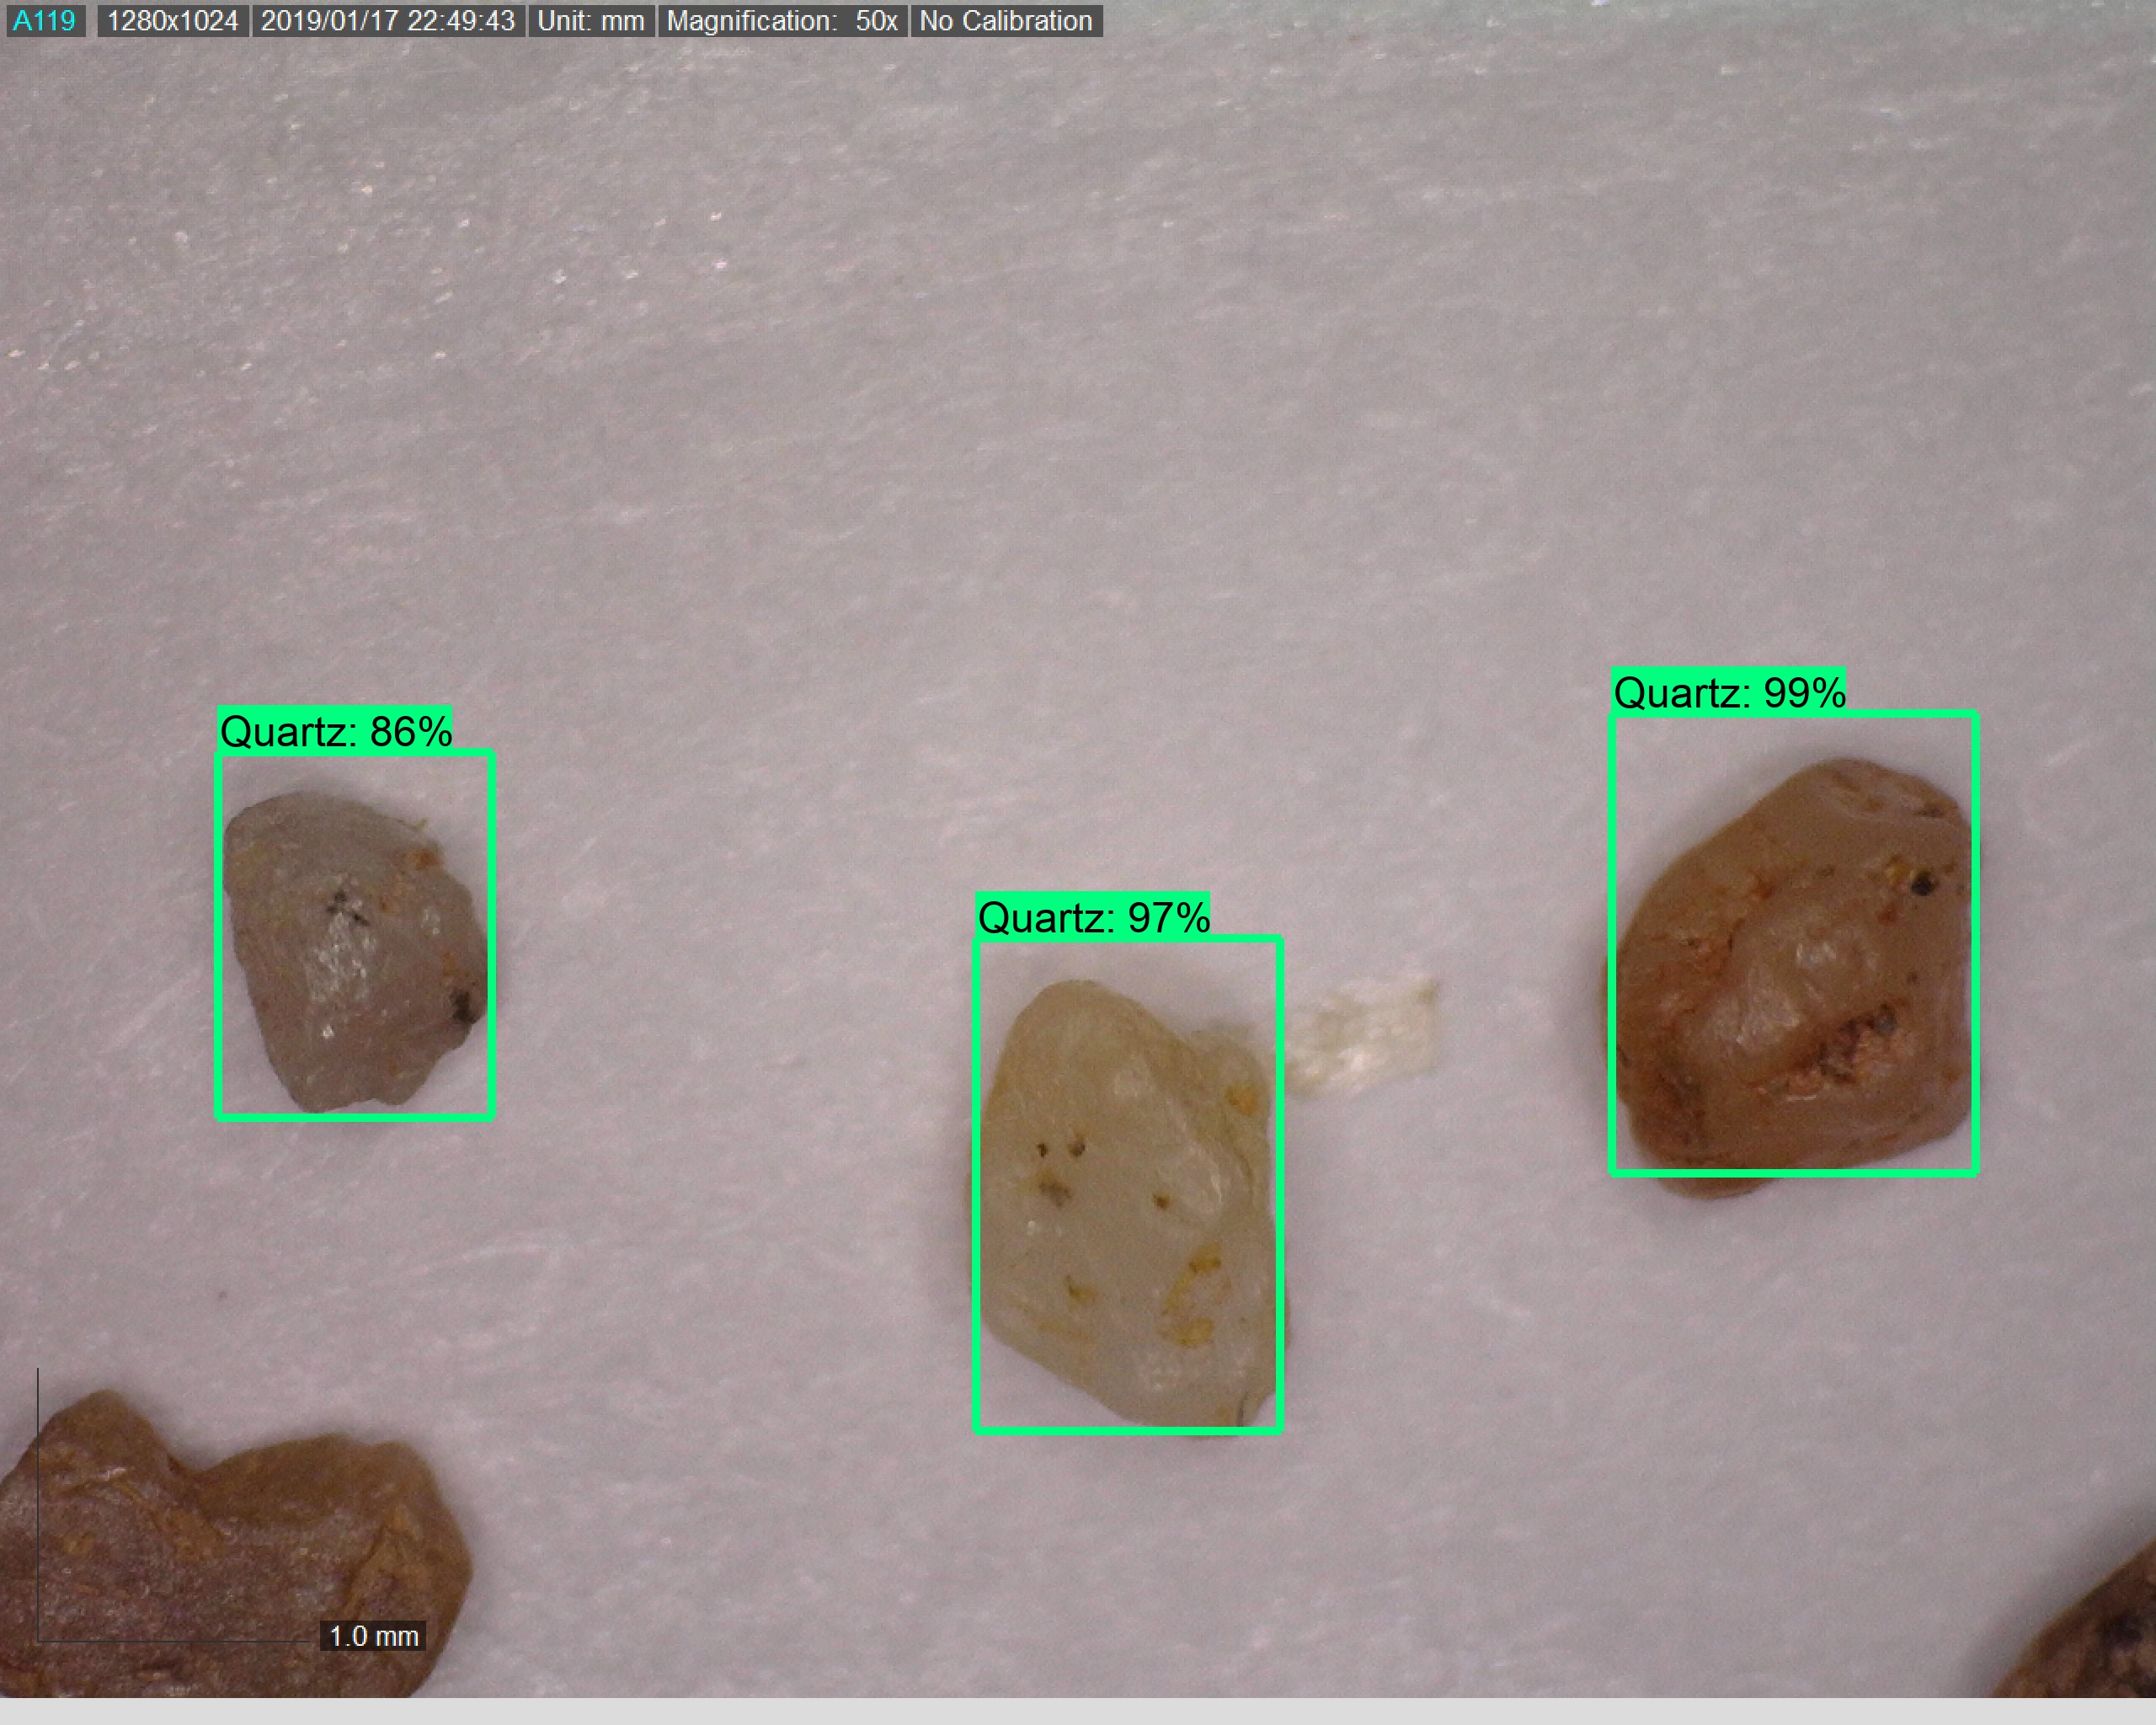 A119 1280x1024 2019/01/17 22:49:43 Unit: mm Magnification: 50x No Calibration
Quartz: 99%
Quartz: 86%
Quartz: 97%
1.0 mm